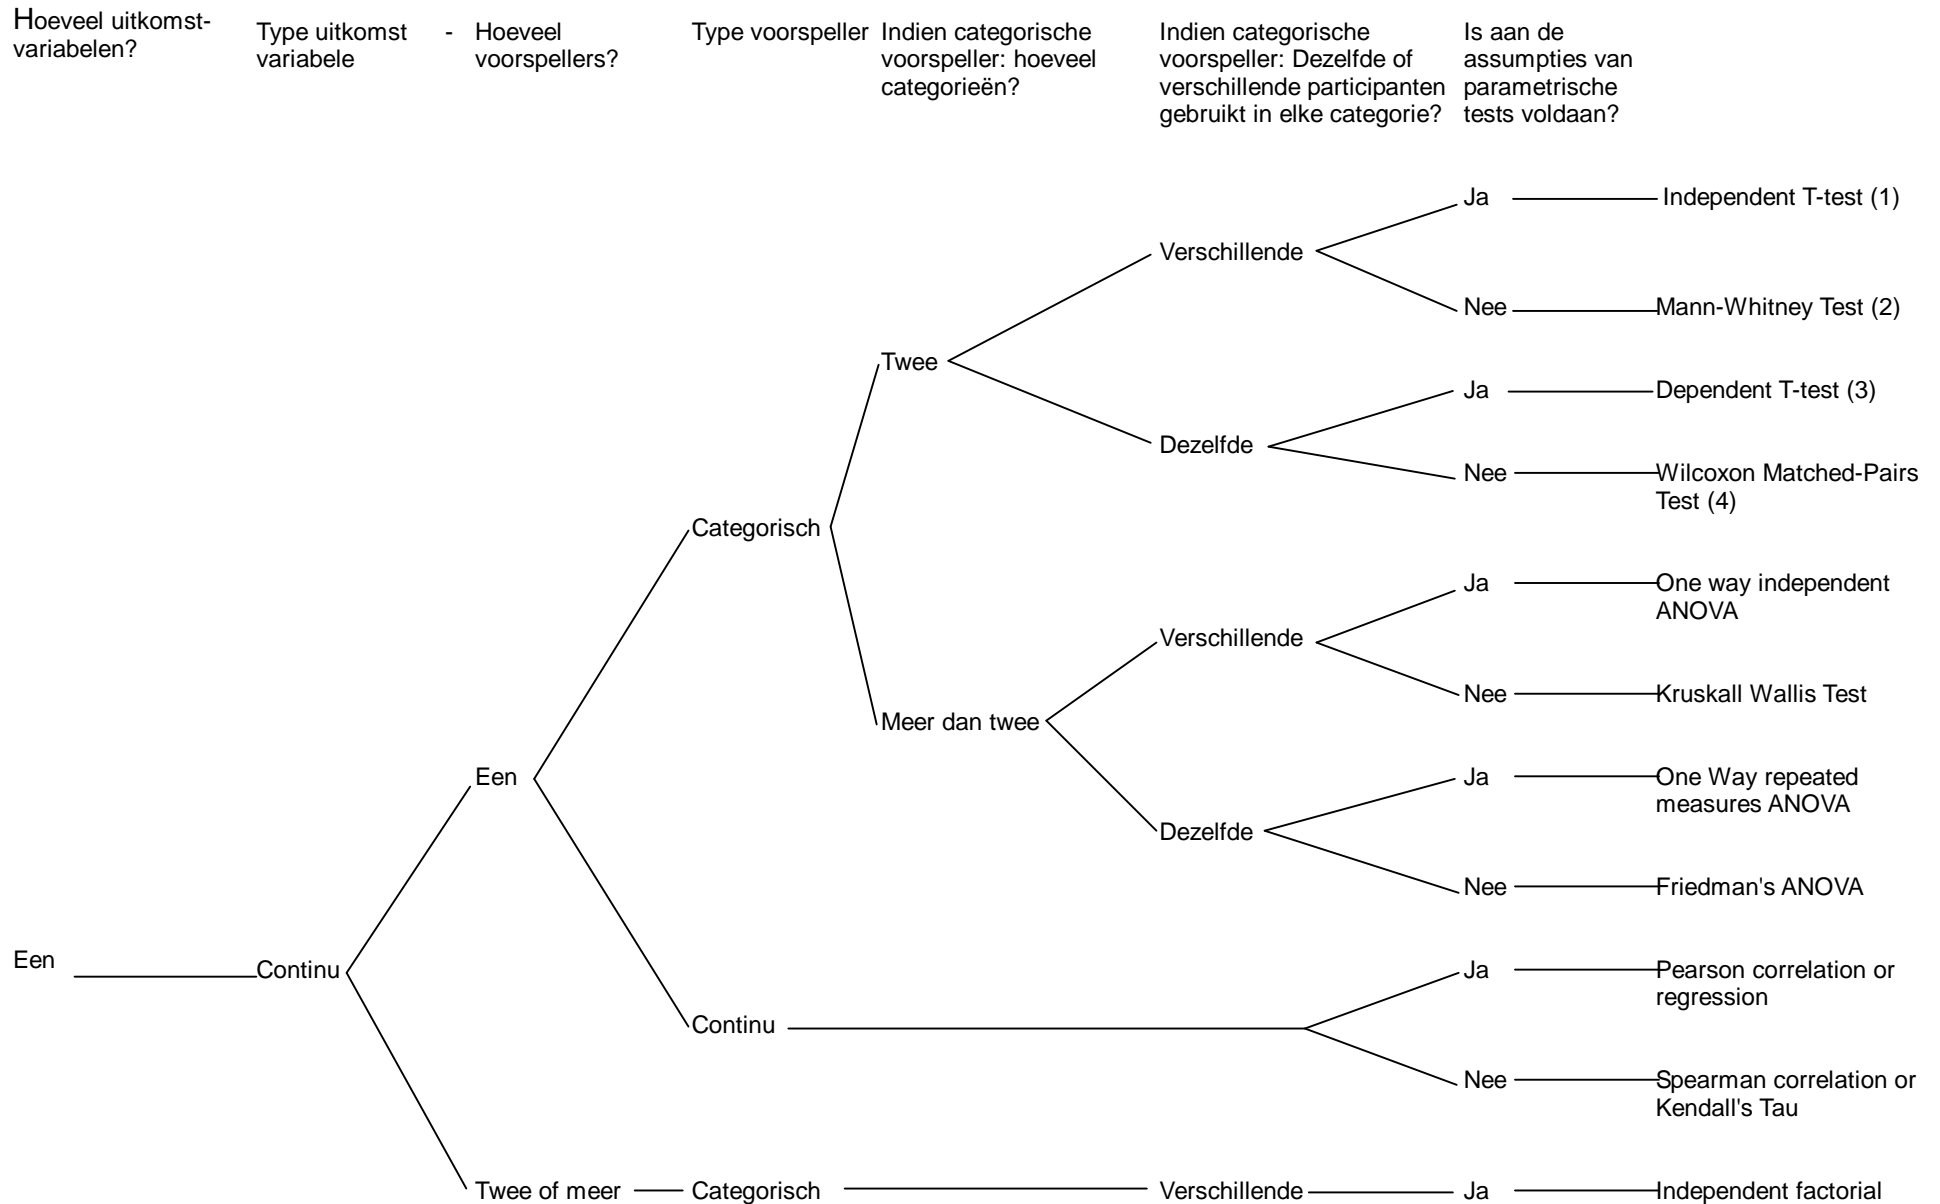 Hoeveel uitkomst-
variabelen?
Type uitkomst -
variabele
Hoeveel
voorspellers?
Type voorspeller
Indien categorische
voorspeller: hoeveel
categorieën?
Indien categorische
voorspeller: Dezelfde of
verschillende participanten
gebruikt in elke categorie?
Is aan de
assumpties van
parametrische
tests voldaan?
Ja
Independent T-test (1)
Verschillende
Nee
Mann-Whitney Test (2)
Twee
Ja
Dependent T-test (3)
Dezelfde
Nee
Wilcoxon Matched-Pairs
Test (4)
Categorisch
Ja
One way independent
ANOVA
Verschillende
Nee
Kruskall Wallis Test
Meer dan twee
Een
Ja
One Way repeated
measures ANOVA
Dezelfde
Nee
Friedman's ANOVA
Een
Continu
Ja
Pearson correlation or
regression
Continu
Nee
Spearman correlation or
Kendall's Tau
Twee of meer
Categorisch
Verschillende
Ja
Independent factorial